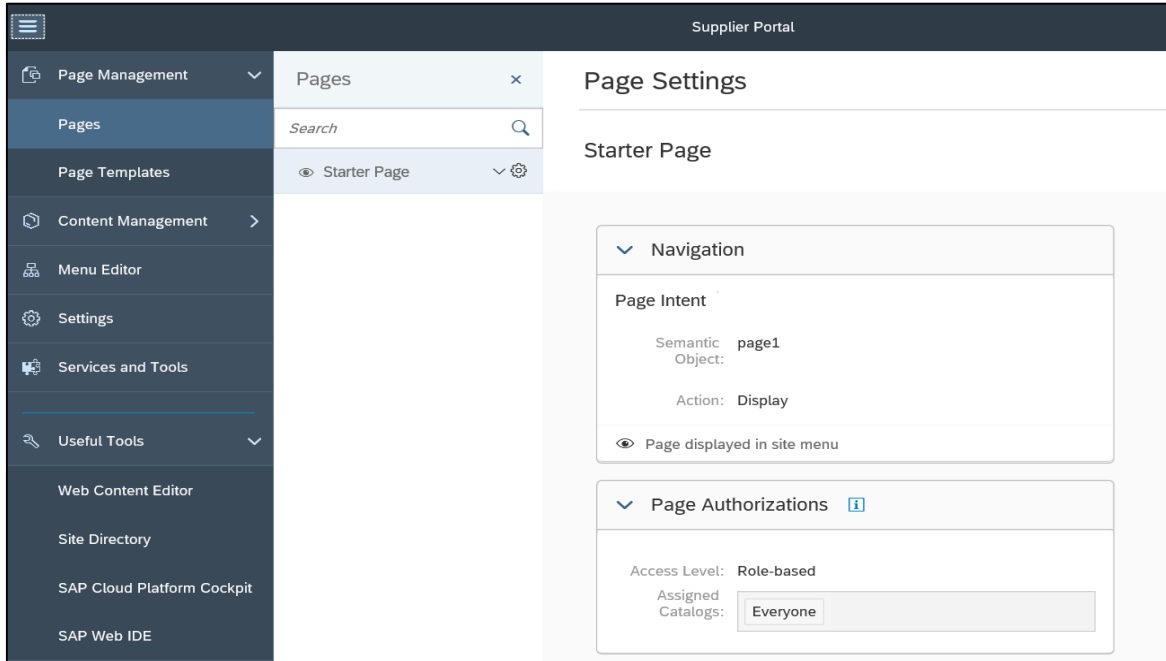 Supplier Portal
Page Management
Pages
Page Templates
Content Management
Menu Editor
Settings
Services and Tools
Useful Tools
Web Content Editor
Site Directory
SAP Cloud Platform Cockpit
SAP Web IDE
Pages
Search
Starter Page
Page Settings
Starter Page
Navigation
Page Intent
Semantic
Object:
page1
Action: Display
Page displayed in site menu
Page Authorizations
Access Level: Role-based
Assigned
Catalogs:
Everyone